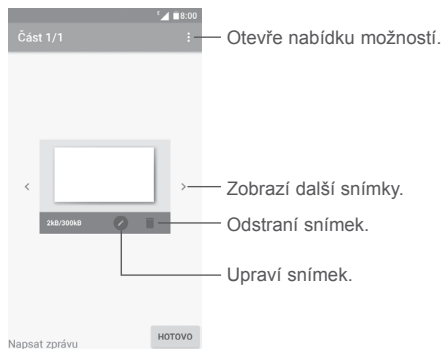 8:00
Část 1/1
Otevře nabídku možností.
Zobrazí další snímky.
2kB/300kB
Odstraní snímek.
Upraví snímek.
HOTOVO
Napsat zprávu